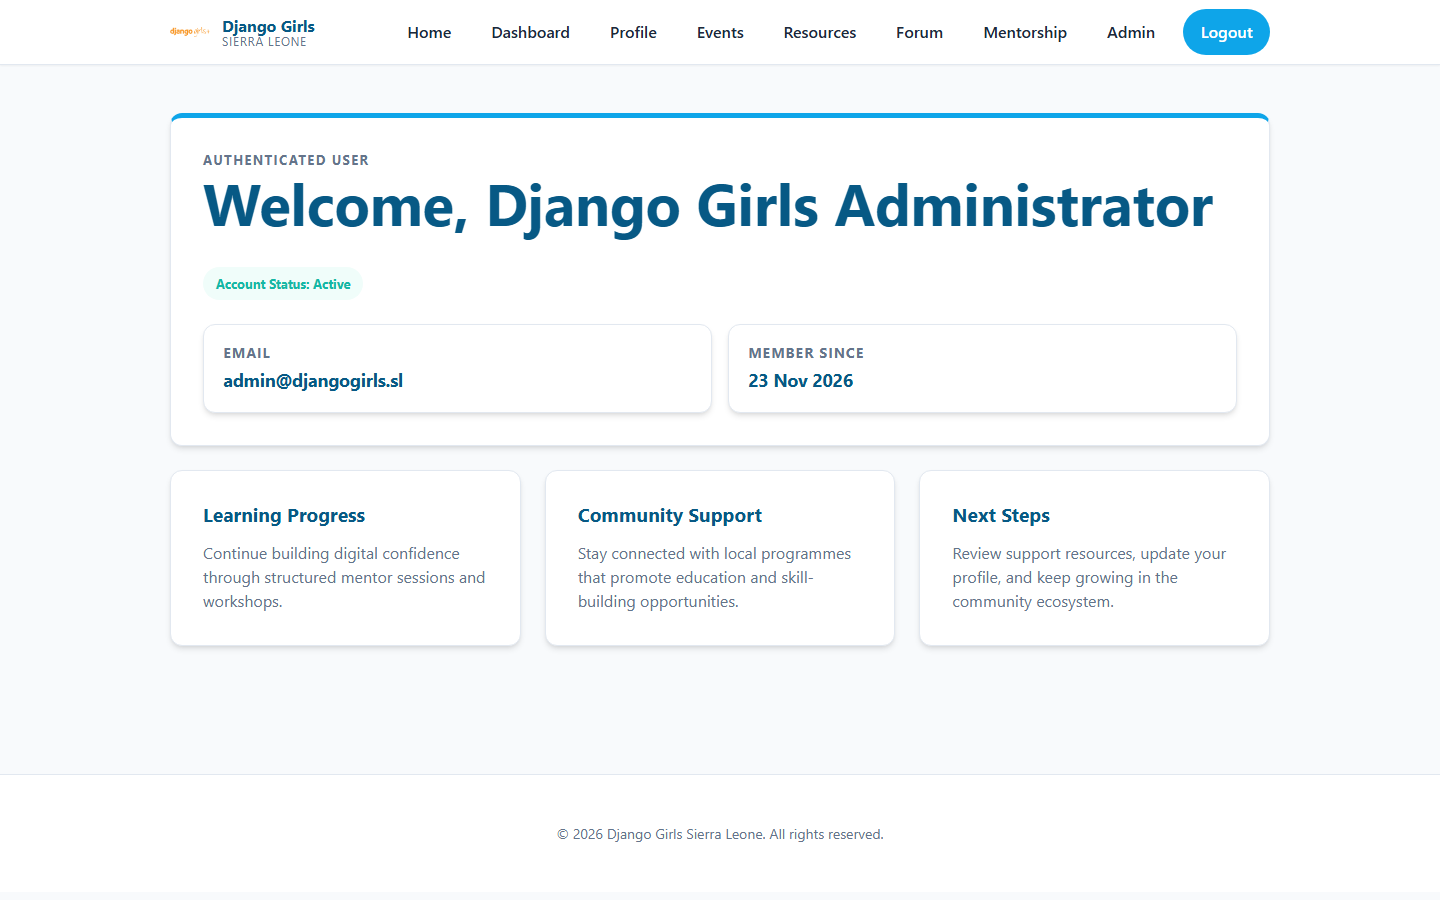 django girls
Django Girls
SIERRA LEONE
Home Dashboard Profile Events Resources Forum Mentorship Admin Logout
AUTHENTICATED USER
Welcome, Django Girls Administrator
Account Status: Active
EMAIL
admin@djangogirls.sl
MEMBER SINCE
23 Nov 2026
Learning Progress
Continue building digital confidence
through structured mentor sessions and
workshops.
Community Support
Stay connected with local programmes
that promote education and skill-
building opportunities.
Next Steps
Review support resources, update your
profile, and keep growing in the
community ecosystem.
© 2026 Django Girls Sierra Leone. All rights reserved.